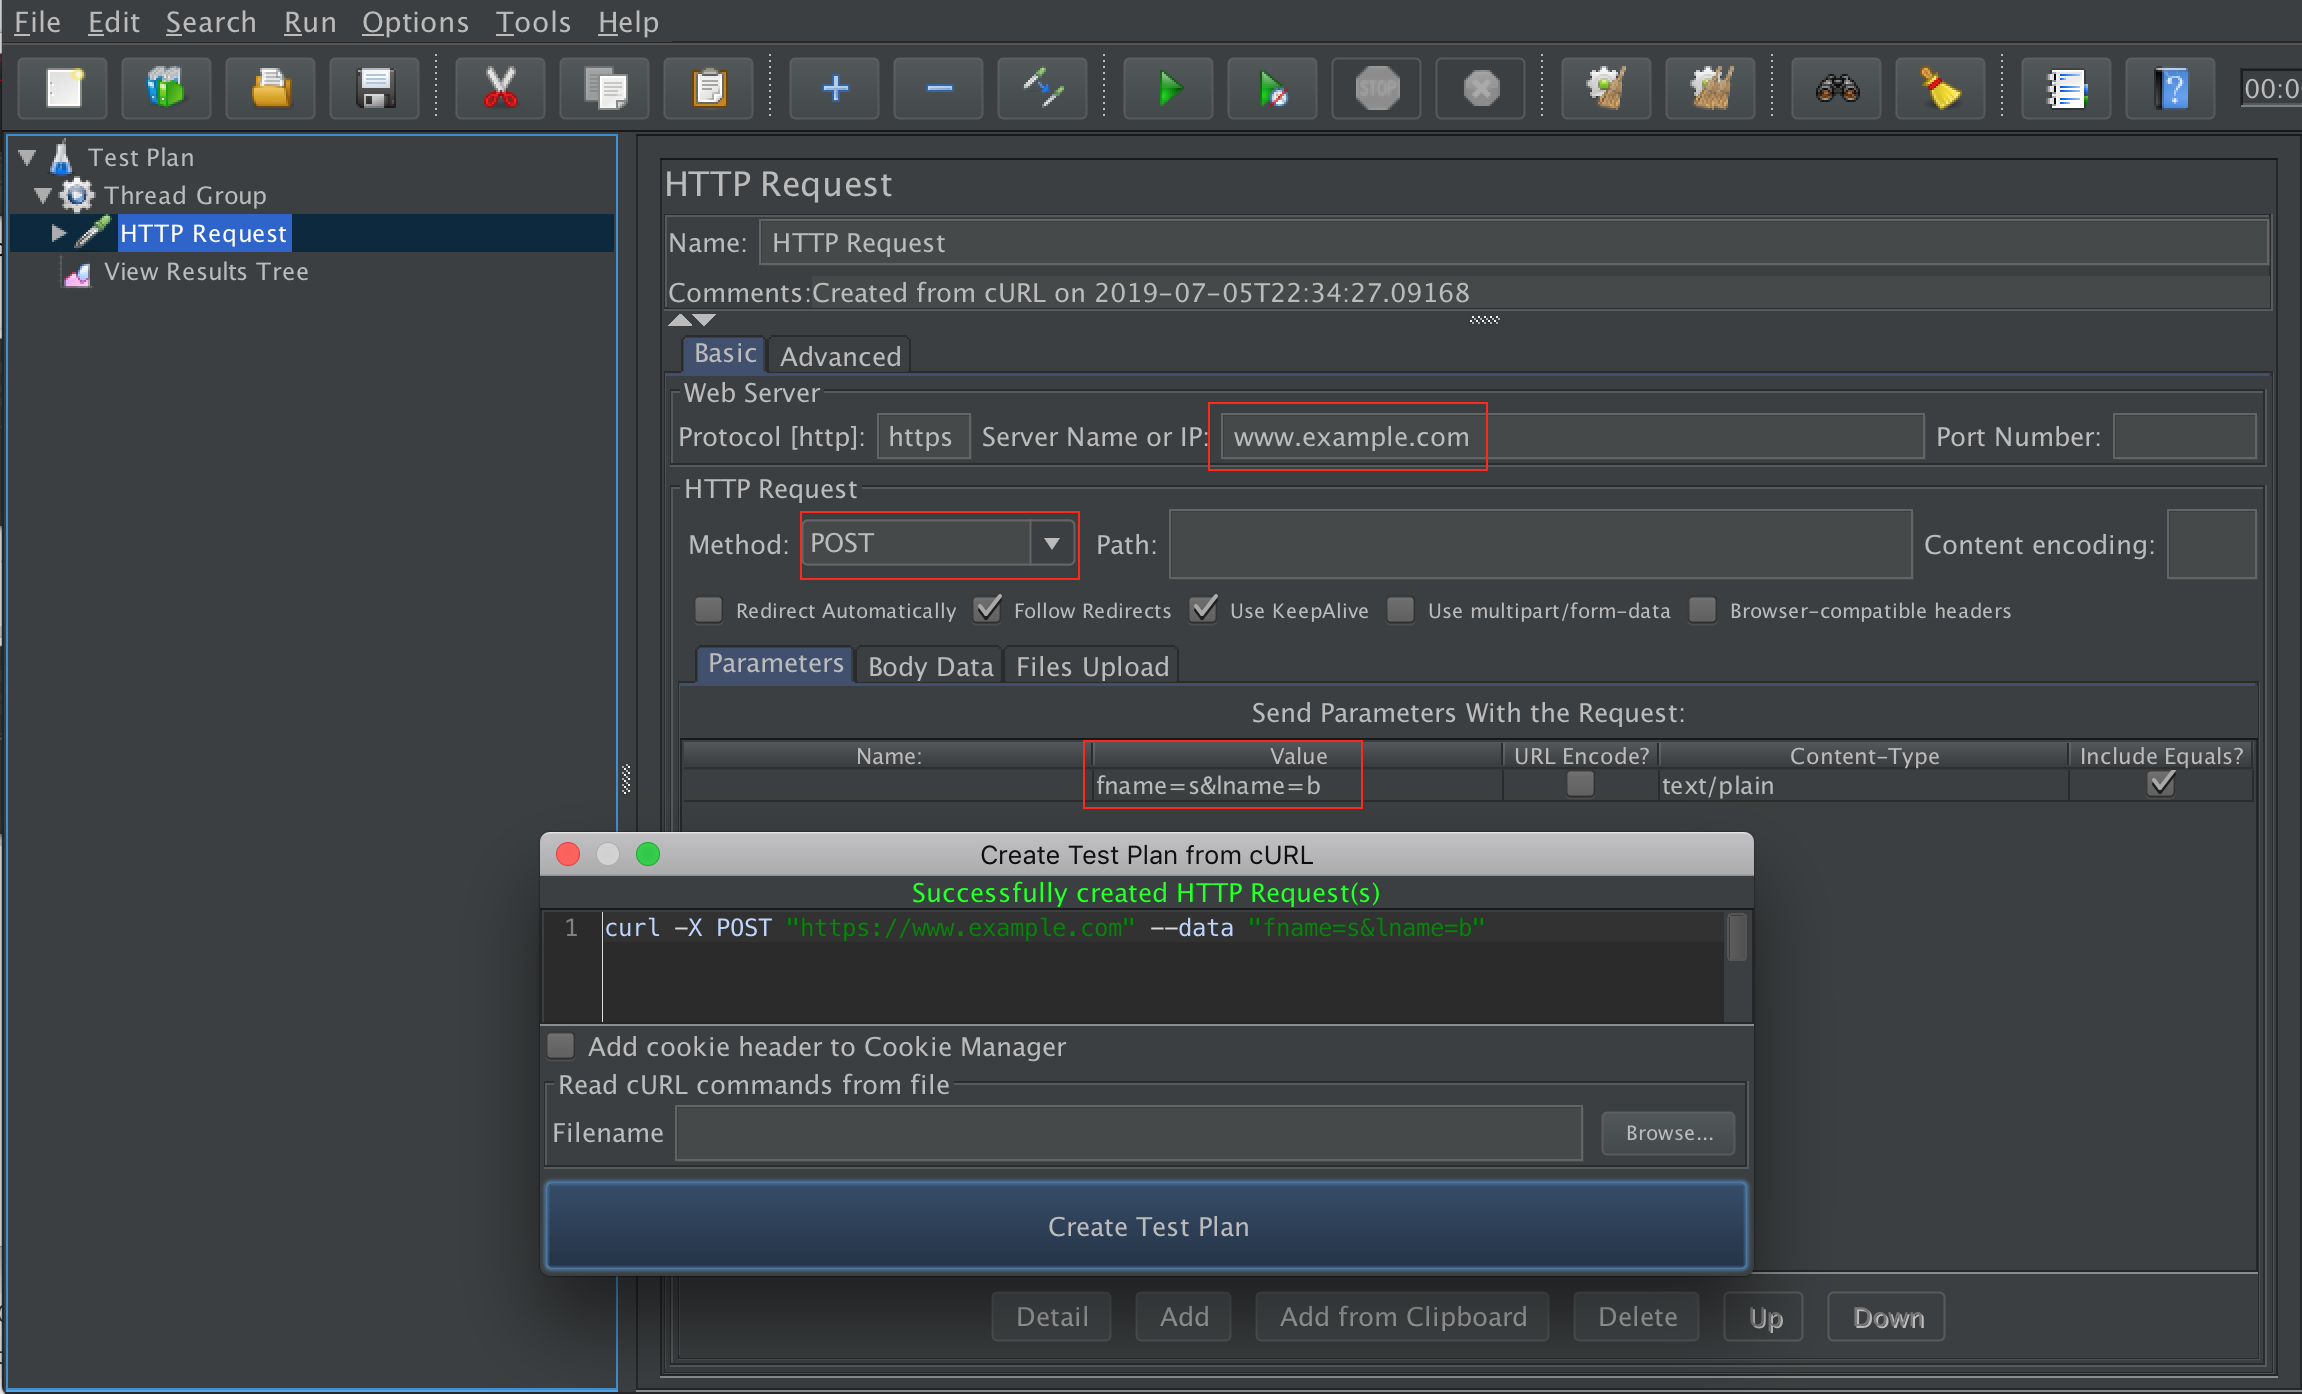 File Edit Search Run Options Tools Help
STOP
00:0
Test Plan
Thread Group
HTTP Request
View Results Tree
HTTP Request
Name: HTTP Request
Comments:Created from cURL on 2019-07-05T22:34:27.09168
Basic Advanced
Web Server
Protocol [http]: https Server Name or IP: www.example.com Port Number:
HTTP Request
Method: POST Path: Content encoding:
Redirect Automatically Follow Redirects Use KeepAlive Use multipart/form-data Browser-compatible headers
Parameters Body Data Files Upload
Send Parameters With the Request:
Name: Value URL Encode? Content-Type Include Equals?
fname=s&lname=b text/plain
Create Test Plan from cURL
Successfully created HTTP Request(s)
1 curl -X POST "https://www.example.com" --data "fname=s&lname=b"
Add cookie header to Cookie Manager
Read cURL commands from file
Filename Browse...
Create Test Plan
Detail Add Add from Clipboard Delete Up Down